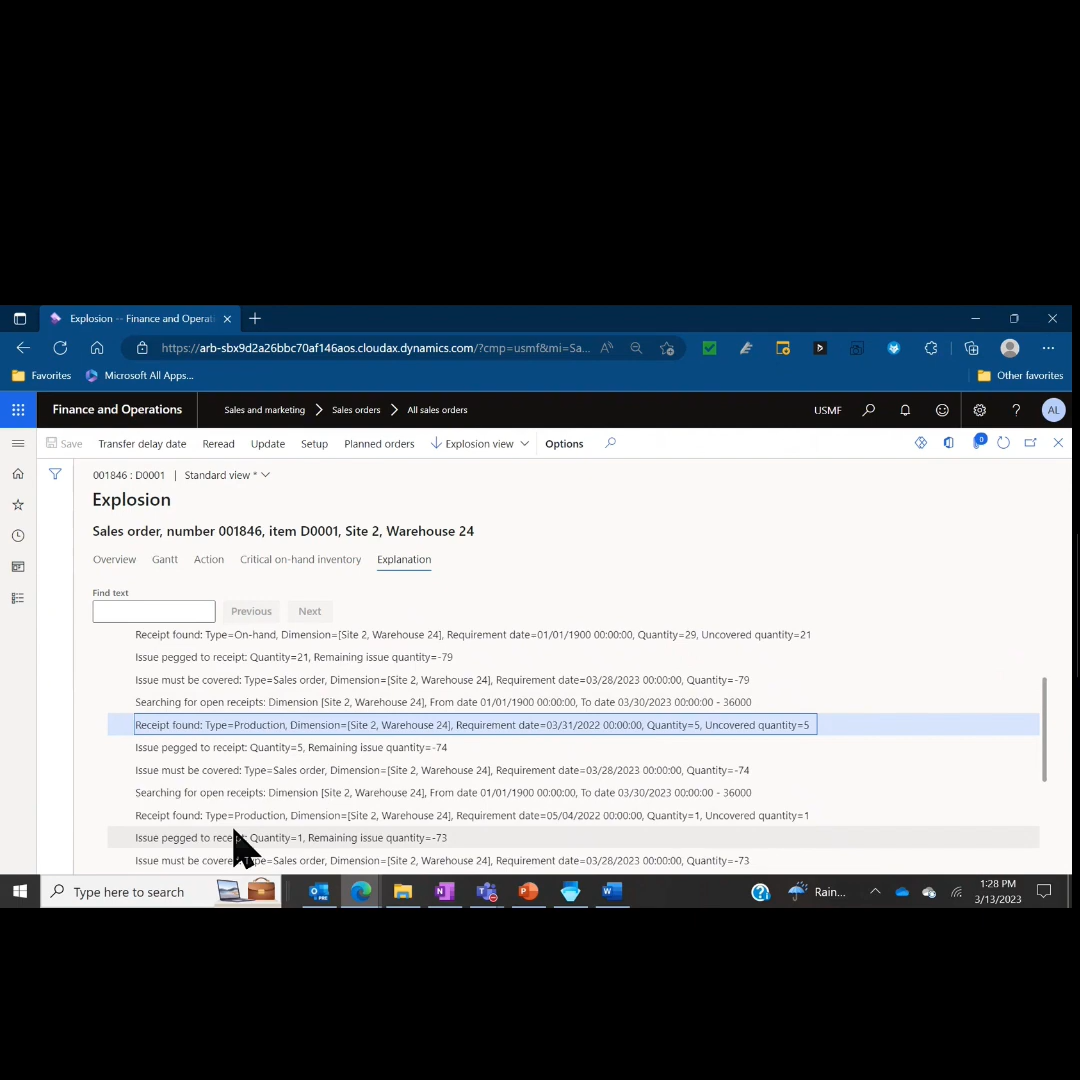 Explosion -- Finance and Operati
https://arb-sbx9d2a26bbc70af146aos.cloudax.dynamics.com/?cmp=usmf&mi=Sa...
Favorites
Microsoft All Apps...
Other favorites
Finance and Operations
Sales and marketing
Sales orders
All sales orders
USMF
AL
Save
Transfer delay date
Reread
Update
Setup
Planned orders
Explosion view
Options
0
001846 : D0001 | Standard view *
Explosion
Sales order, number 001846, item D0001, Site 2, Warehouse 24
Overview
Gantt
Action
Critical on-hand inventory
Explanation
Find text
Previous
Next
Receipt found: Type=On-hand, Dimension=[Site 2, Warehouse 24], Requirement date=01/01/1900 00:00:00, Quantity=29, Uncovered quantity=21
Issue pegged to receipt: Quantity=21, Remaining issue quantity=-79
Issue must be covered: Type=Sales order, Dimension=[Site 2, Warehouse 24], Requirement date=03/28/2023 00:00:00, Quantity=-79
Searching for open receipts: Dimension [Site 2, Warehouse 24], From date 01/01/1900 00:00:00, To date 03/30/2023 00:00:00 - 36000
Receipt found: Type=Production, Dimension=[Site 2, Warehouse 24], Requirement date=03/31/2022 00:00:00, Quantity=5, Uncovered quantity=5
Issue pegged to receipt: Quantity=5, Remaining issue quantity=-74
Issue must be covered: Type=Sales order, Dimension=[Site 2, Warehouse 24], Requirement date=03/28/2023 00:00:00, Quantity=-74
Searching for open receipts: Dimension [Site 2, Warehouse 24], From date 01/01/1900 00:00:00, To date 03/30/2023 00:00:00 - 36000
Receipt found: Type=Production, Dimension=[Site 2, Warehouse 24], Requirement date=05/04/2022 00:00:00, Quantity=1, Uncovered quantity=1
Issue pegged to receipt: Quantity=1, Remaining issue quantity=-73
Issue must be covered: Type=Sales order, Dimension=[Site 2, Warehouse 24], Requirement date=03/28/2023 00:00:00, Quantity=-73
Type here to search
Rain...
1:28 PM
3/13/2023